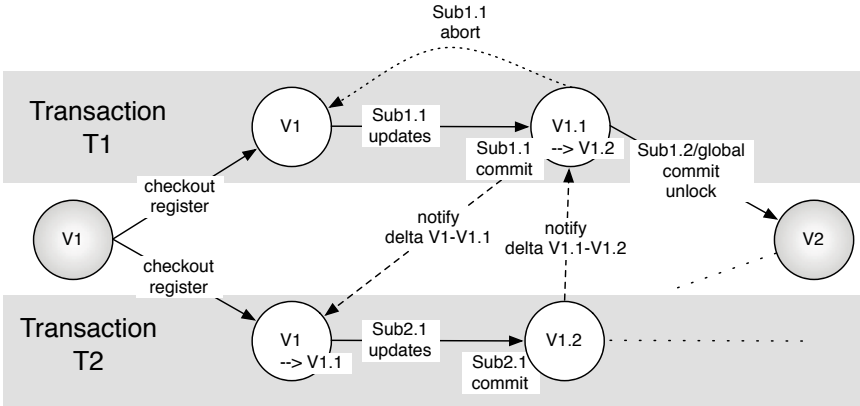 Sub1.1
abort
Transaction
T1
V1
Sub1.1
updates
V1.1
--> V1.2
Sub1.1
commit
Sub1.2/global
commit
unlock
checkout
register
V1
notify
delta V1-V1.1
notify
delta V1.1-V1.2
V2
checkout
register
Transaction
T2
V1
--> V1.1
Sub2.1
updates
V1.2
Sub2.1
commit